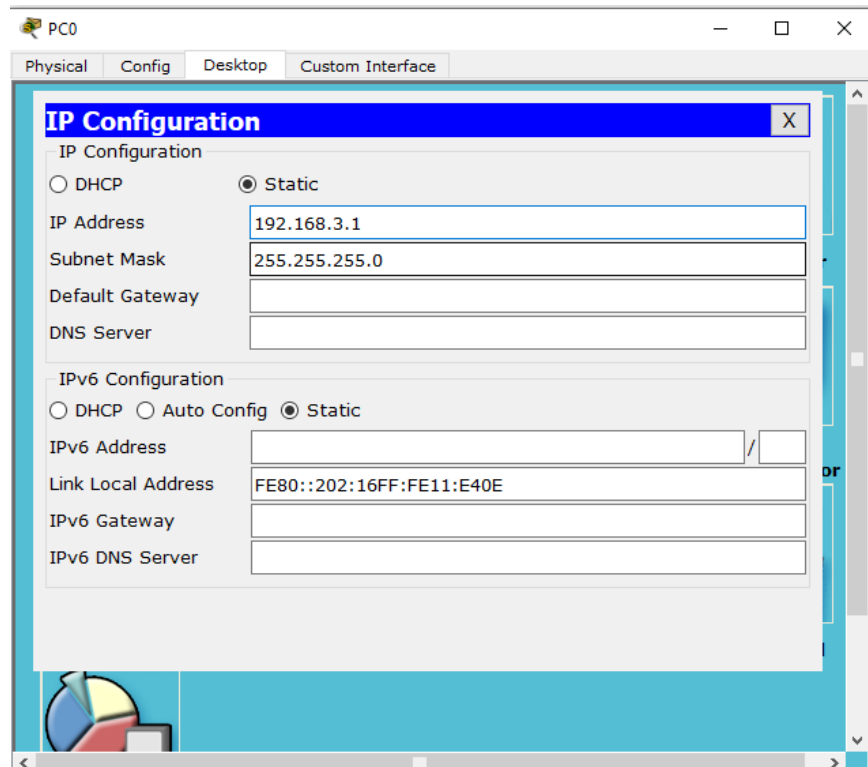 PC0
Physical Config Desktop Custom Interface
IP Configuration X
IP Configuration
DHCP Static
IP Address 192.168.3.1
Subnet Mask 255.255.255.0
Default Gateway
DNS Server
IPv6 Configuration
DHCP Auto Config Static
IPv6 Address /
Link Local Address FE80::202:16FF:FE11:E40E
IPv6 Gateway
or
IPv6 DNS Server